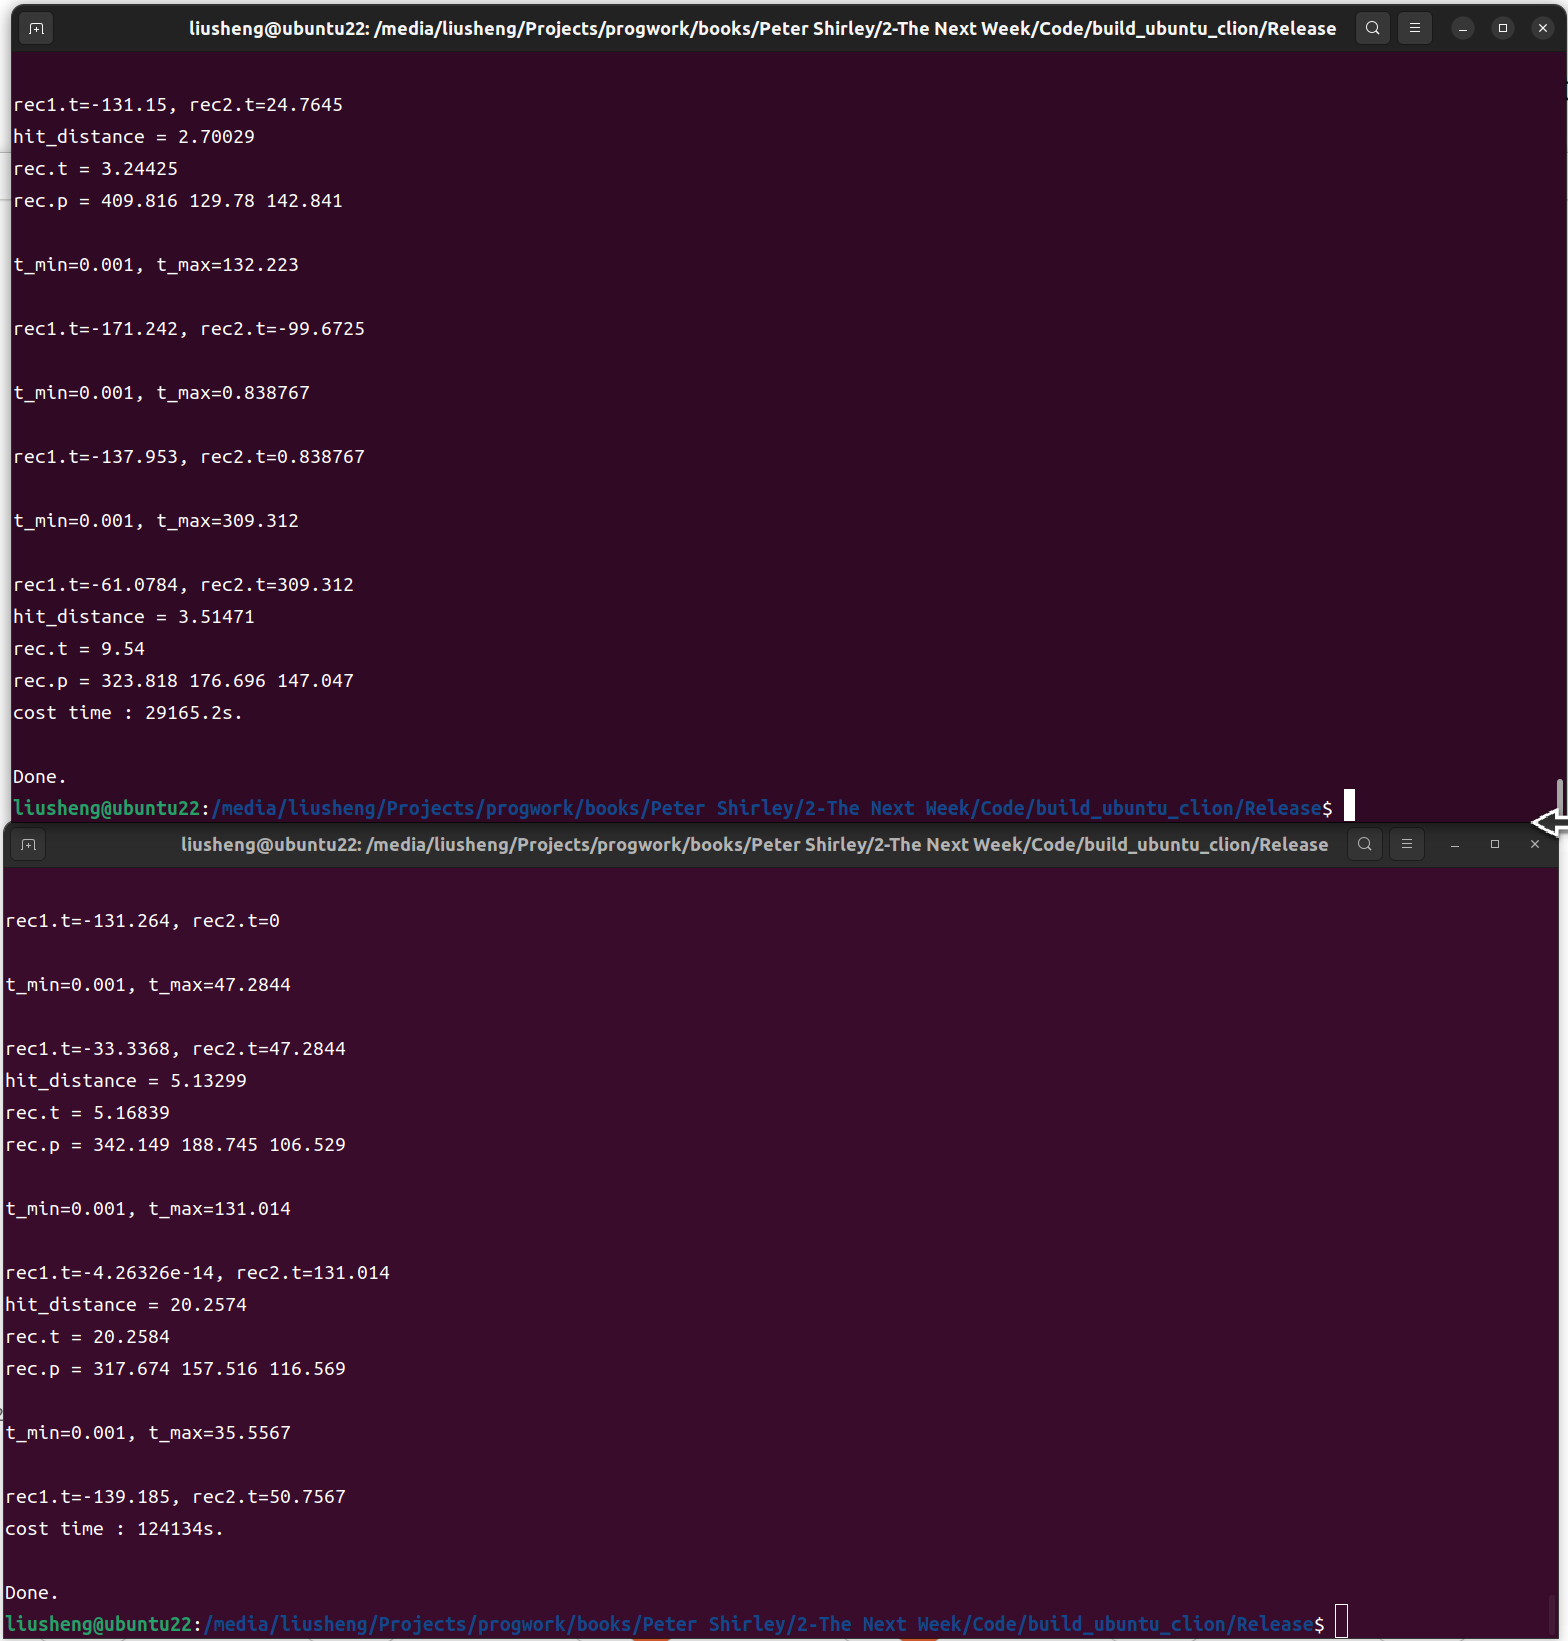 liusheng@ubuntu22: /media/liusheng/Projects/progwork/books/Peter Shirley/2-The Next Week/Code/build_ubuntu_clion/Release
rec1.t=-131.15, rec2.t=24.7645
hit_distance = 2.70029
rec.t = 3.24425
rec.p = 409.816 129.78 142.841
t_min=0.001, t_max=132.223
rec1.t=-171.242, rec2.t=-99.6725
t_min=0.001, t_max=0.838767
rec1.t=-137.953, rec2.t=0.838767
t_min=0.001, t_max=309.312
rec1.t=-61.0784, rec2.t=309.312
hit_distance = 3.51471
rec.t = 9.54
rec.p = 323.818 176.696 147.047
cost time : 29165.2s.
Done.
liusheng@ubuntu22:/media/liusheng/Projects/progwork/books/Peter Shirley/2-The Next Week/Code/build_ubuntu_clion/Release$
liusheng@ubuntu22: /media/liusheng/Projects/progwork/books/Peter Shirley/2-The Next Week/Code/build_ubuntu_clion/Release
rec1.t=-131.264, rec2.t=0
t_min=0.001, t_max=47.2844
rec1.t=-33.3368, rec2.t=47.2844
hit_distance = 5.13299
rec.t = 5.16839
rec.p = 342.149 188.745 106.529
t_min=0.001, t_max=131.014
rec1.t=-4.26326e-14, rec2.t=131.014
hit_distance = 20.2574
rec.t = 20.2584
rec.p = 317.674 157.516 116.569
t_min=0.001, t_max=35.5567
rec1.t=-139.185, rec2.t=50.7567
cost time : 124134s.
Done.
liusheng@ubuntu22:/media/liusheng/Projects/progwork/books/Peter Shirley/2-The Next Week/Code/build_ubuntu_clion/Release$